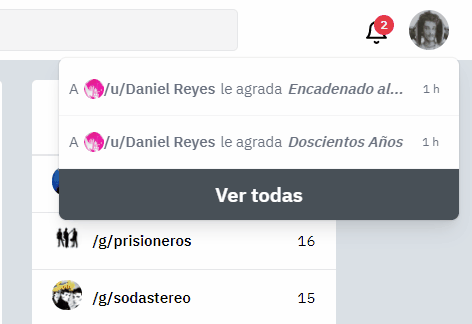 2
A /u/Daniel Reyes le agrada Encadenado al... 1 h
A /u/Daniel Reyes le agrada Doscientos Años 1 h
Ver todas
/g/prisioneros 16
/g/sodastereo 15